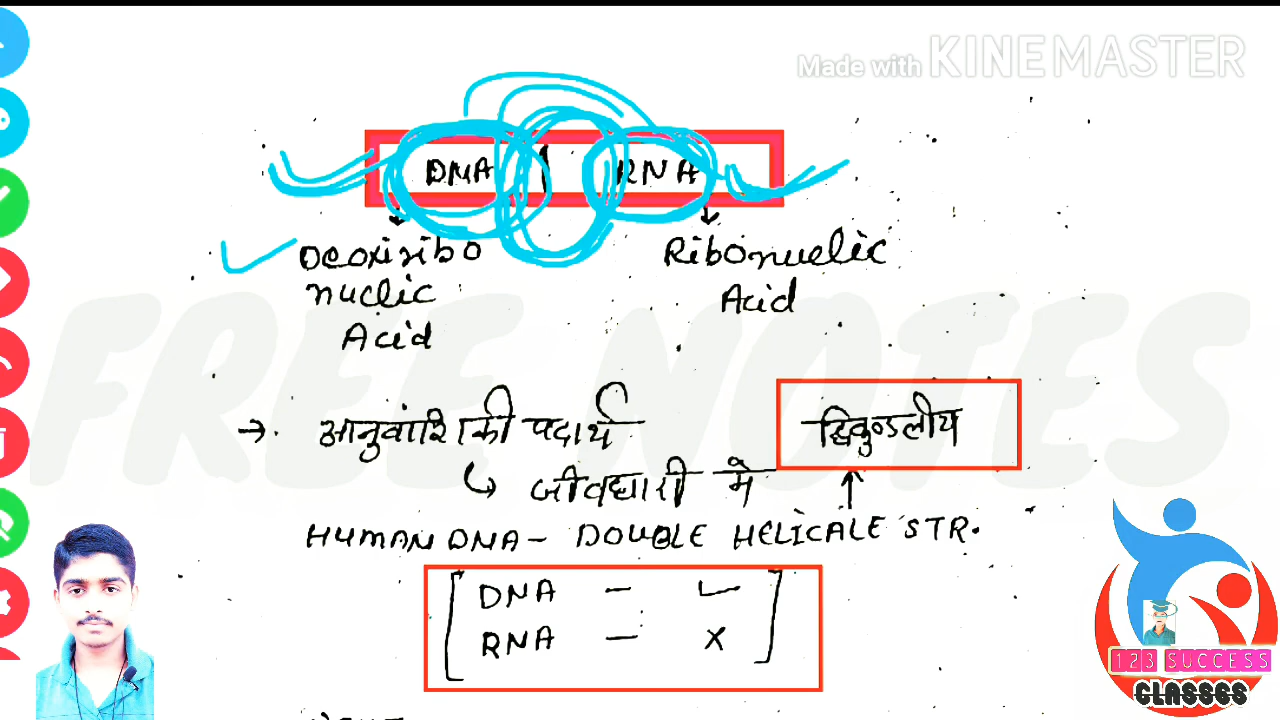 Made with KINEMASTER
DNA | RNA
Deoxiribo
nuclic
Acid
Ribonuclic
Acid
FREE NOTES
→ आनुवांशिकी पदार्थ
द्विकुण्डलीय
↳ जीवधारी मे
HUMAN DNA - DOUBLE HELICALE STR.
DNA - ✓
RNA - X
123 SUCCESS
CLASSES